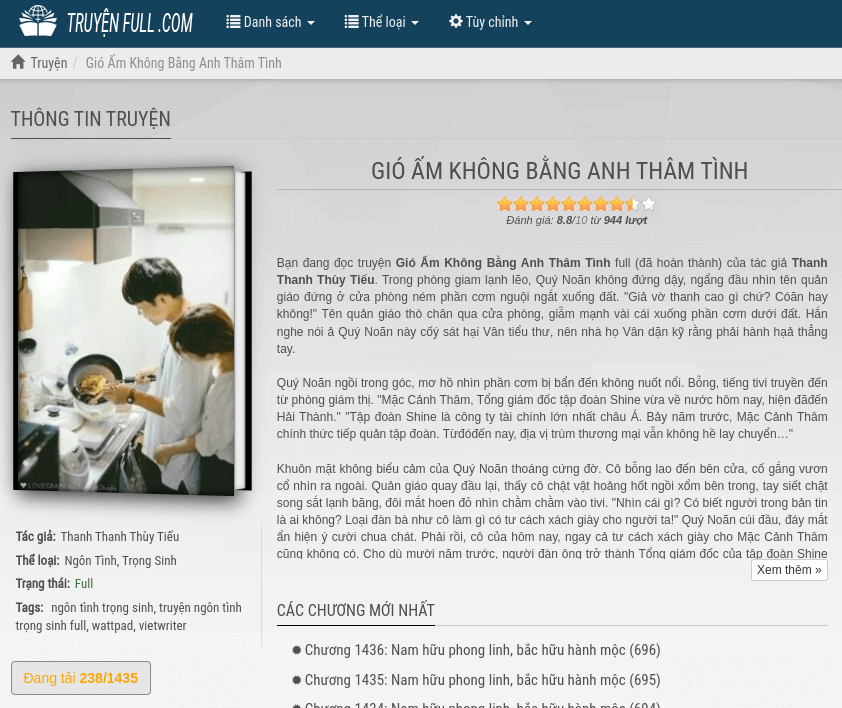 TRUYỆN FULL .COM
Danh sách
Thể loại
Tùy chỉnh
Truyện / Gió Ấm Không Bằng Anh Thâm Tình
THÔNG TIN TRUYỆN
GIÓ ẤM KHÔNG BẰNG ANH THÂM TÌNH
Đánh giá: 8.8/10 từ 944 lượt
Bạn đang đọc truyện Gió Ấm Không Bằng Anh Thâm Tình full (đã hoàn thành) của tác giả Thanh
Thanh Thùy Tiếu. Trong phòng giam lạnh lẽo, Quý Noãn không đứng dậy, ngẩng đầu nhìn tên quản
giáo đứng ở cửa phòng ném phần cơm nguội ngắt xuống đất. "Giả vờ thanh cao gì chứ? Cóăn hay
không!" Tên quản giáo thò chân qua cửa phòng, giẫm mạnh vài cái xuống phần cơm dưới đất. Hắn
nghe nói ả Quý Noãn này cốý sát hại Vân tiểu thư, nên nhà họ Vân dặn kỹ rằng phải hành hạả thẳng
tay.
Quý Noãn ngồi trong góc, mơ hồ nhìn phần cơm bị bẩn đến không nuốt nổi. Bỗng, tiếng tivi truyền đến
từ phòng giám thị. "Mặc Cảnh Thâm, Tổng giám đốc tập đoàn Shine vừa về nước hôm nay, hiện đãđến
Hải Thành." "Tập đoàn Shine là công ty tài chính lớn nhất châu Á. Bảy năm trước, Mặc Cảnh Thâm
chính thức tiếp quản tập đoàn. Từđóđến nay, địa vị trùm thương mại vẫn không hề lay chuyển…"
Khuôn mặt không biểu cảm của Quý Noãn thoáng cứng đờ. Cô bỗng lao đến bên cửa, cố gắng vươn
cổ nhìn ra ngoài. Quản giáo quay đầu lại, thấy cô chật vật hoảng hốt ngồi xổm bên trong, tay siết chặt
song sắt lạnh băng, đôi mắt hoen đỏ nhìn chằm chằm vào tivi. "Nhìn cái gì? Có biết người trong bản tin
là ai không? Loại đàn bà như cô làm gì có tư cách xách giày cho người ta!" Quý Noãn cúi đầu, đáy mắt
ẩn hiện ý cười chua chát. Phải rồi, cô của hôm nay, ngay cả tư cách xách giày cho Mặc Cảnh Thâm
cũng không có. Cho dù mười năm trước, người đàn ông trở thành Tổng giám đốc của tập đoàn Shine
Xem thêm »
Tác giả: Thanh Thanh Thùy Tiếu
Thể loại: Ngôn Tình, Trọng Sinh
Trạng thái: Full
Tags: ngôn tình trọng sinh, truyện ngôn tình
trọng sinh full, wattpad, vietwriter
Đang tải 238/1435
CÁC CHƯƠNG MỚI NHẤT
✹ Chương 1436: Nam hữu phong linh, bắc hữu hành mộc (696)
✹ Chương 1435: Nam hữu phong linh, bắc hữu hành mộc (695)
✹ Chương 1434: Nam hữu phong linh, bắc hữu hành mộc (694)